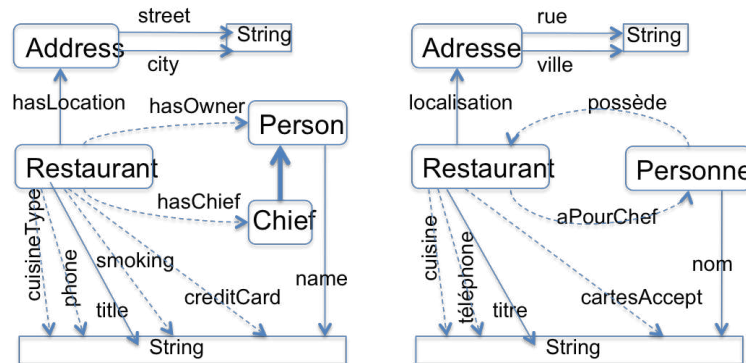 street
Address
String
city
hasLocation
hasOwner
Person
Restaurant
hasChief
Chief
cuisineType
phone
smoking
title
creditCard
name
String
rue
Adresse
String
ville
localisation
possède
Restaurant
Personne
aPourChef
cuisine
téléphone
titre
cartesAccept
nom
String